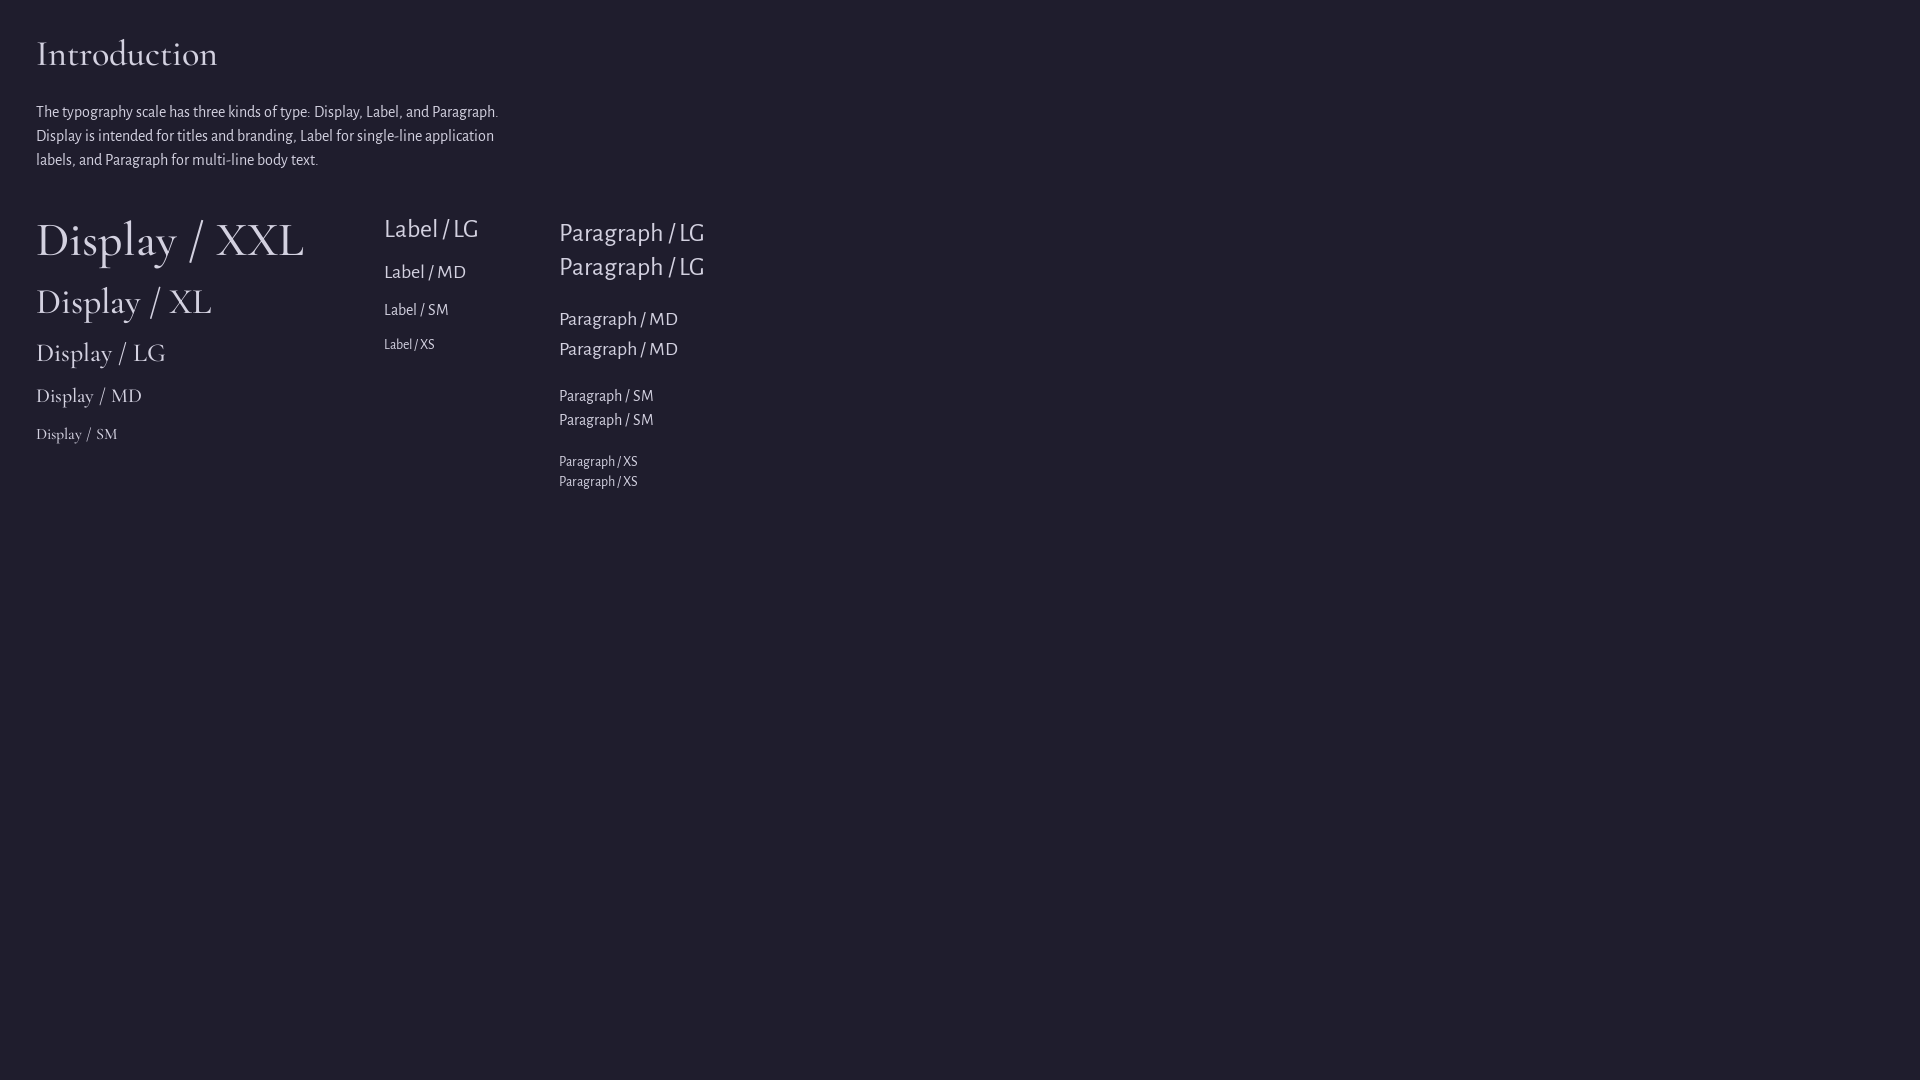 Introduction
The typography scale has three kinds of type: Display, Label, and Paragraph.
Display is intended for titles and branding, Label for single-line application
labels, and Paragraph for multi-line body text.
Display / XXL
Display / XL
Display / LG
Display / MD
Display / SM
Label / LG
Label / MD
Label / SM
Label / XS
Paragraph / LG
Paragraph / LG
Paragraph / MD
Paragraph / MD
Paragraph / SM
Paragraph / SM
Paragraph / XS
Paragraph / XS